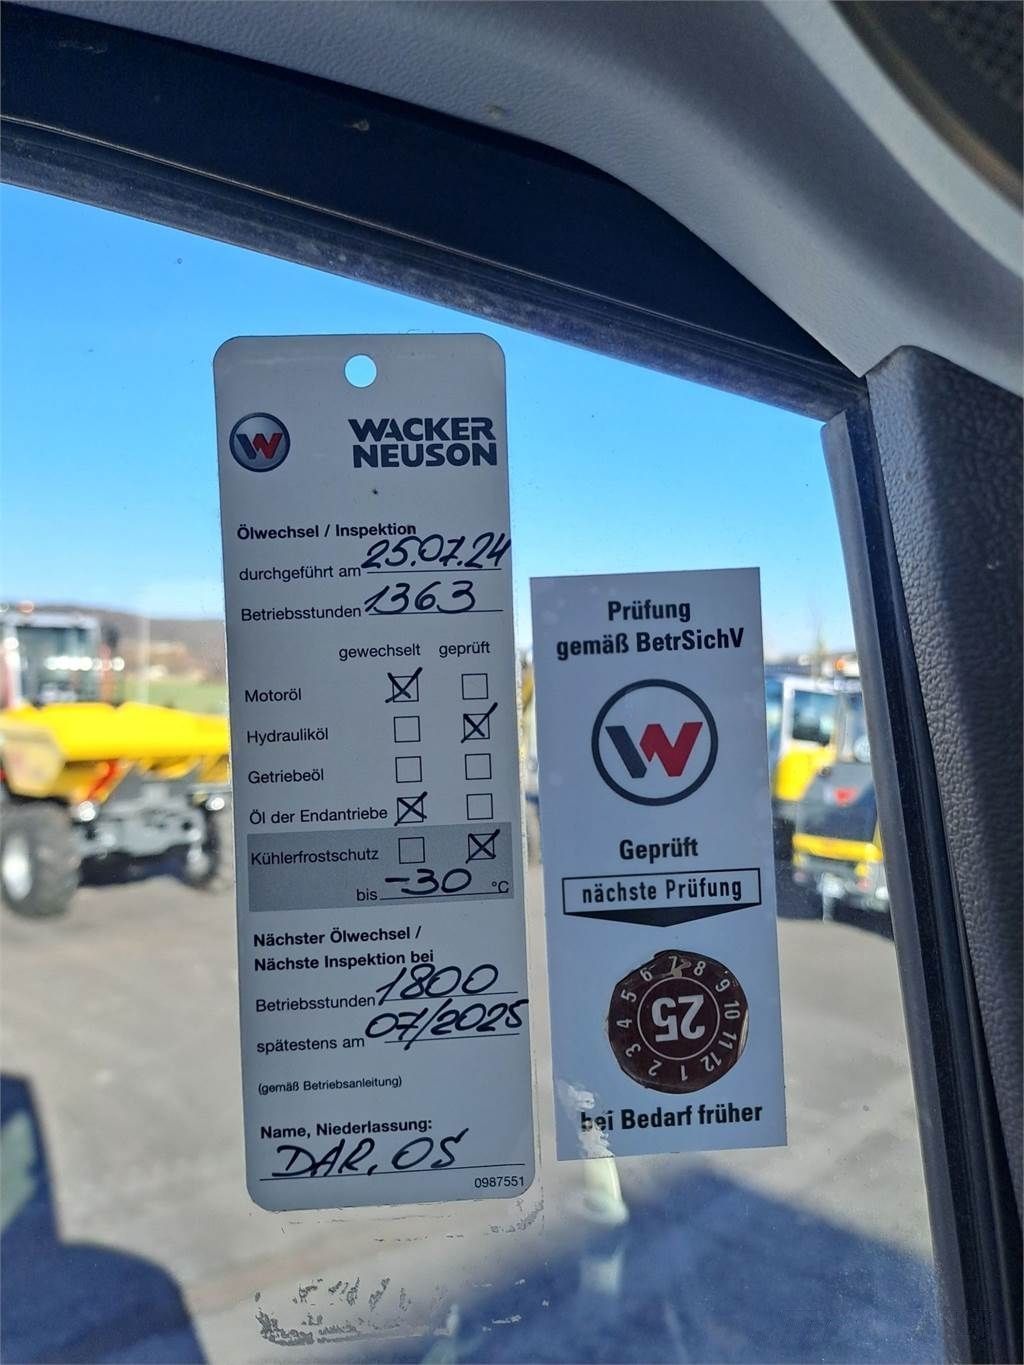 WACKER
NEUSON
Ölwechsel / Inspektion
durchgeführt am 25.07.24
Betriebsstunden 1363
gewechselt geprüft
Motoröl
Hydrauliköl
Getriebeöl
Öl der Endantriebe
Kühlerfrostschutz
bis -30 °C
Nächster Ölwechsel /
Nächste Inspektion bei
Betriebsstunden 1800
spätestens am 07/2025
(gemäß Betriebsanleitung)
Name, Niederlassung:
DAR, OS
0987551
Prüfung
gemäß BetrSichV
Geprüft
nächste Prüfung
1 2 3 4 5 6 7 8 9 10 11 12
25
bei Bedarf früher